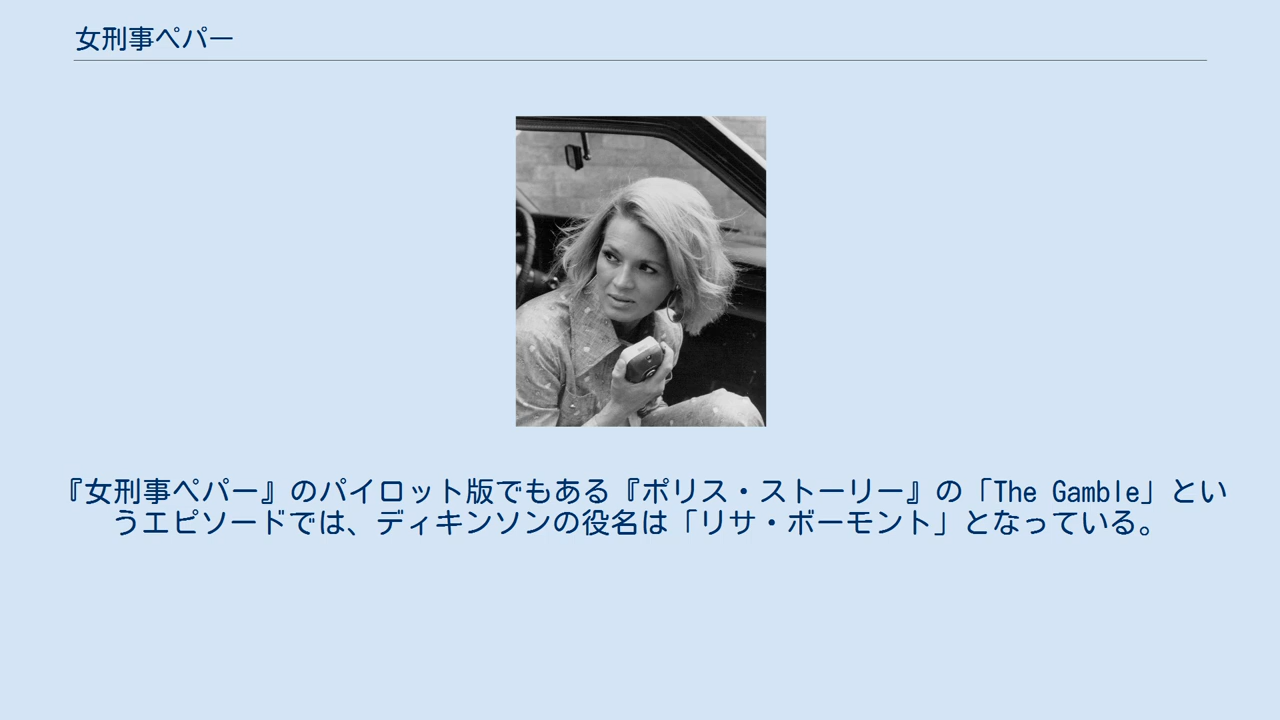 女刑事ペパー
『女刑事ペパー』のパイロット版でもある『ポリス・ストーリー』の「The Gamble」とい
うエピソードでは、ディキンソンの役名は「リサ・ボーモント」となっている。